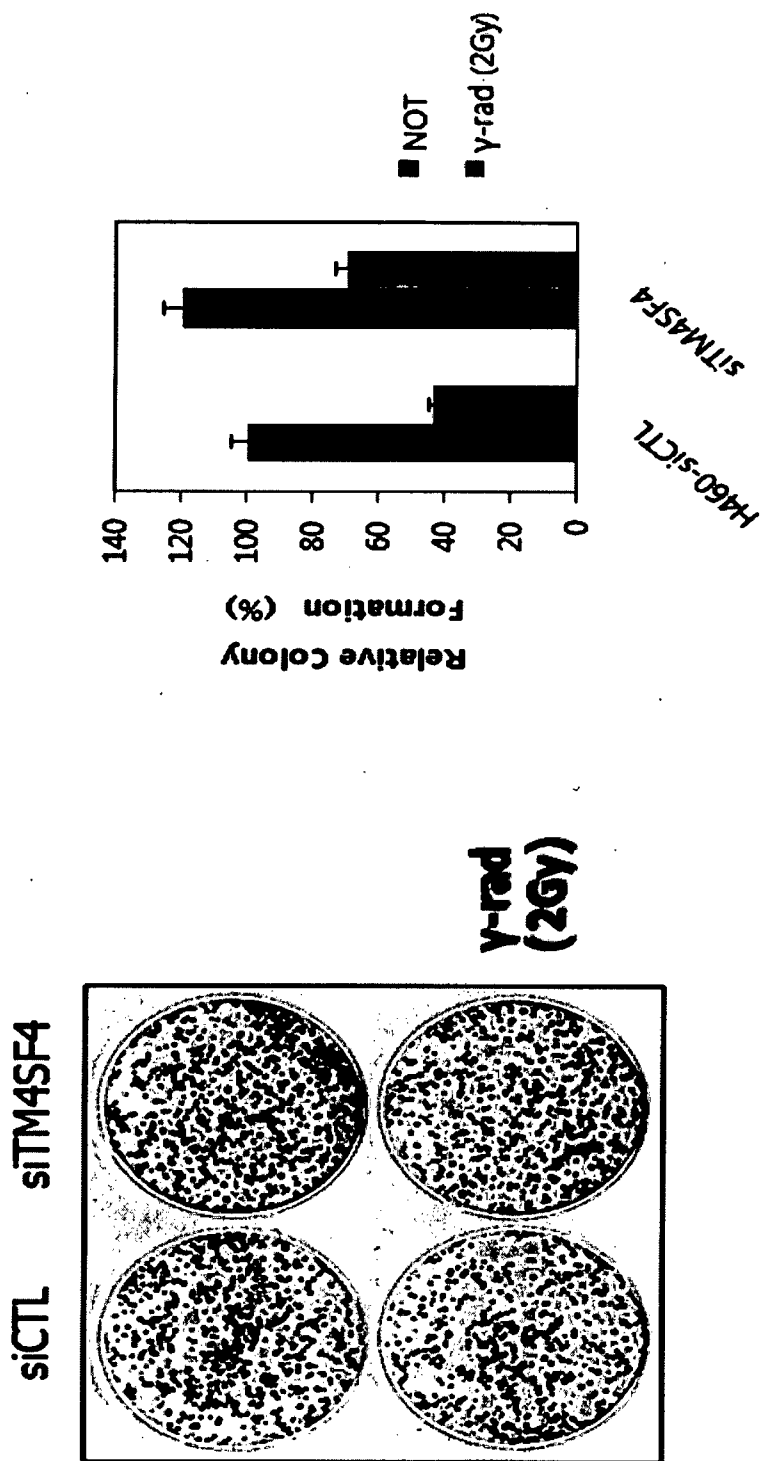 siCTL siTM4SF4
γ-rad
(2Gy)
Relative Colony
Formation (%)
140
120
100
80
60
40
20
0
H460-siCTL
siTM4SF4
NOT
γ-rad (2Gy)